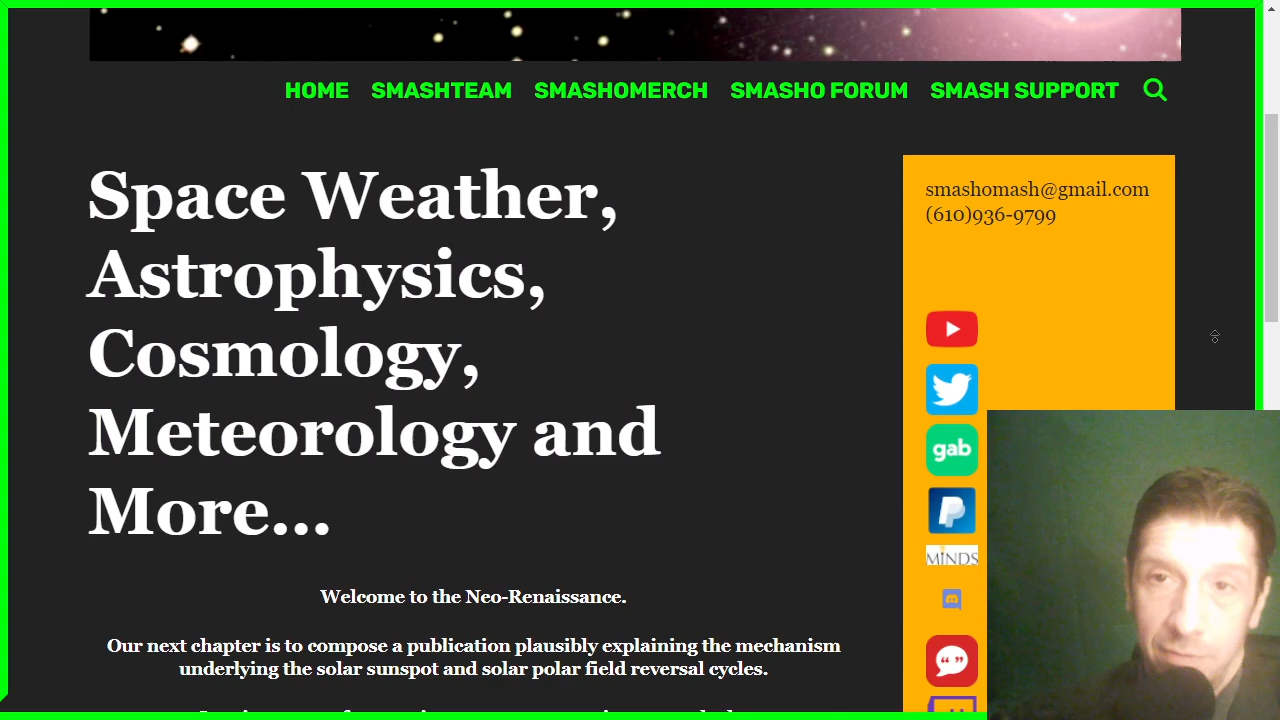 HOME SMASHTEAM SMASHOMERCH SMASHO FORUM SMASH SUPPORT
Space Weather,
Astrophysics,
Cosmology,
Meteorology and
More...
Welcome to the Neo-Renaissance.
Our next chapter is to compose a publication plausibly explaining the mechanism
underlying the solar sunspot and solar polar field reversal cycles.
smashomash@gmail.com
(610)936-9799
gab
MINDS